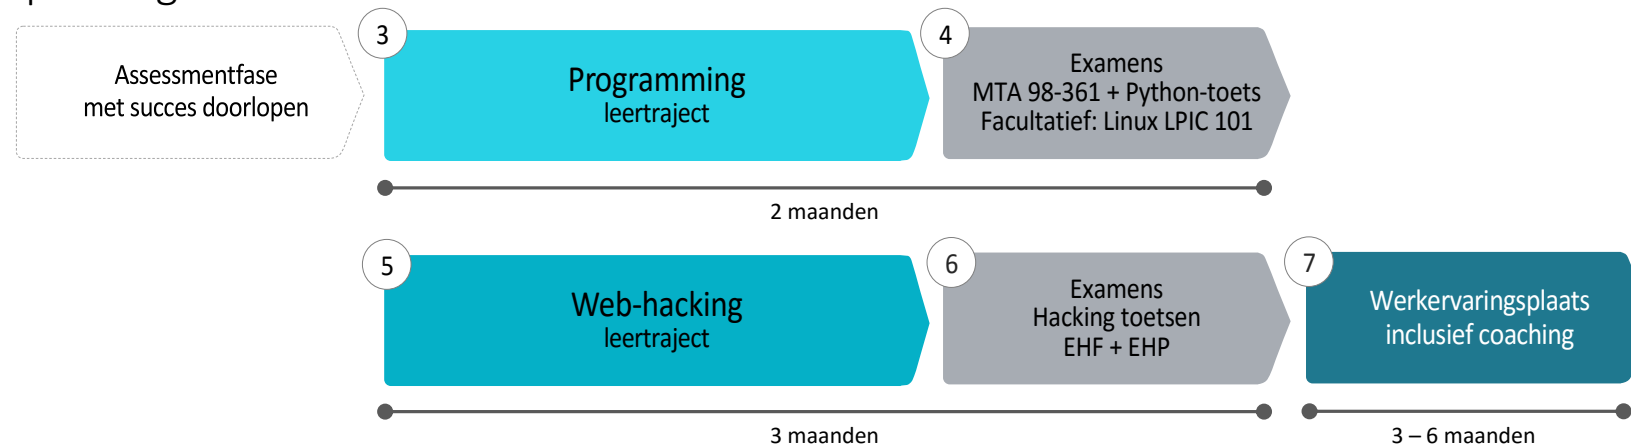 Assessmentfase
met succes doorlopen
3
Programming
leertraject
4
Examens
MTA 98-361 + Python-toets
Facultatief: Linux LPIC 101
2 maanden
5
Web-hacking
leertraject
6
Examens
Hacking toetsen
EHF + EHP
7
Werkervaringsplaats
inclusief coaching
3 maanden
3 – 6 maanden